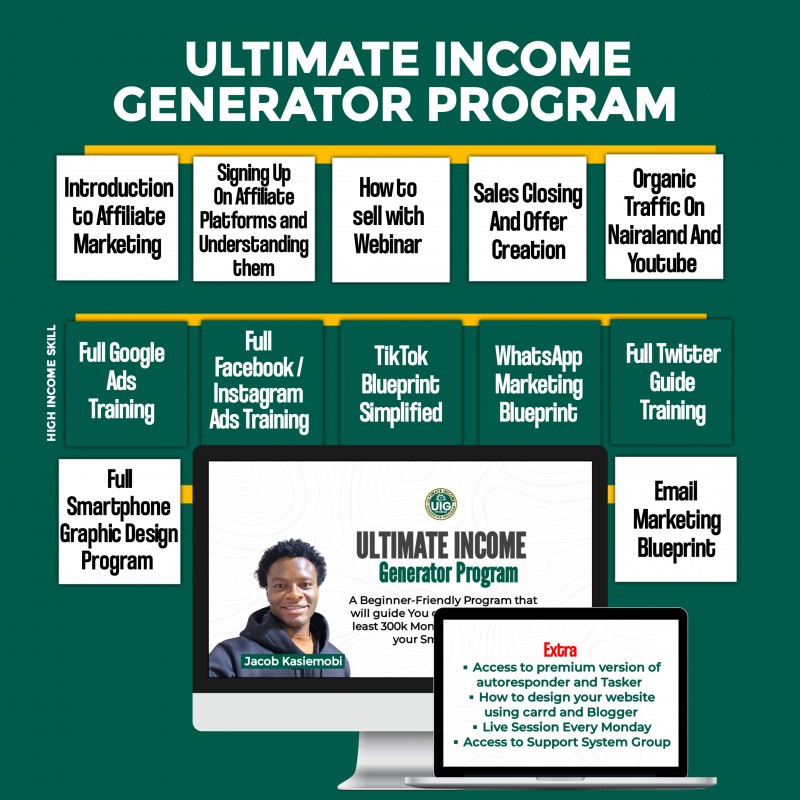 ULTIMATE INCOME
GENERATOR PROGRAM
Introduction
to Affiliate
Marketing
Signing Up
On Affiliate
Platforms and
Understanding
them
How to
sell with
Webinar
Sales Closing
And Offer
Creation
Organic
Traffic On
Nairaland And
Youtube
HIGH INCOME SKILL
Full Google
Ads
Training
Full
Facebook /
Instagram
Ads Training
TikTok
Blueprint
Simplified
WhatsApp
Marketing
Blueprint
Full Twitter
Guide
Training
Full
Smartphone
Graphic Design
Program
Email
Marketing
Blueprint
UIG
ULTIMATE INCOME
Generator Program
A Beginner-Friendly Program that
will guide You
least 300k
your
Jacob Kasiemobi
Extra
▪ Access to premium version of
autoresponder and Tasker
▪ How to design your website
using carrd and Blogger
▪ Live Session Every Monday
▪ Access to Support System Group